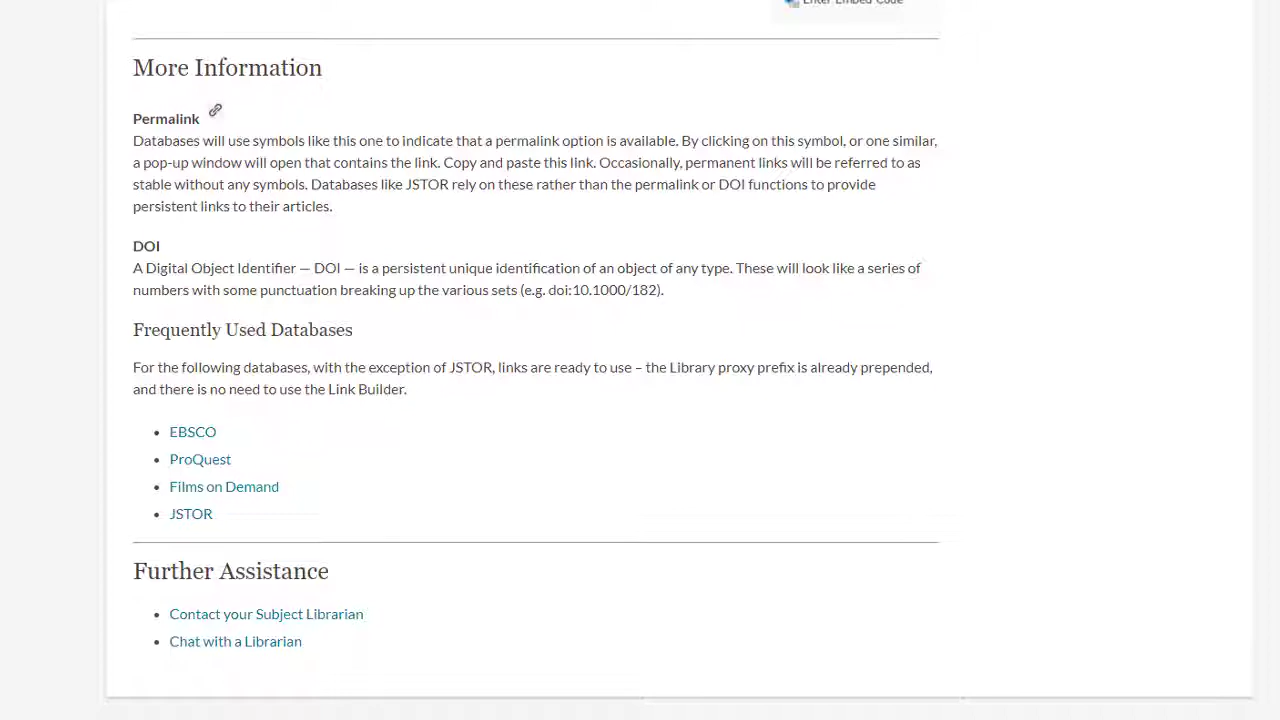 Enter Embed Code
More Information
Permalink
Databases will use symbols like this one to indicate that a permalink option is available. By clicking on this symbol, or one similar,
a pop-up window will open that contains the link. Copy and paste this link. Occasionally, permanent links will be referred to as
stable without any symbols. Databases like JSTOR rely on these rather than the permalink or DOI functions to provide
persistent links to their articles.
DOI
A Digital Object Identifier — DOI — is a persistent unique identification of an object of any type. These will look like a series of
numbers with some punctuation breaking up the various sets (e.g. doi:10.1000/182).
Frequently Used Databases
For the following databases, with the exception of JSTOR, links are ready to use – the Library proxy prefix is already prepended,
and there is no need to use the Link Builder.
• EBSCO
• ProQuest
• Films on Demand
• JSTOR
Further Assistance
• Contact your Subject Librarian
• Chat with a Librarian